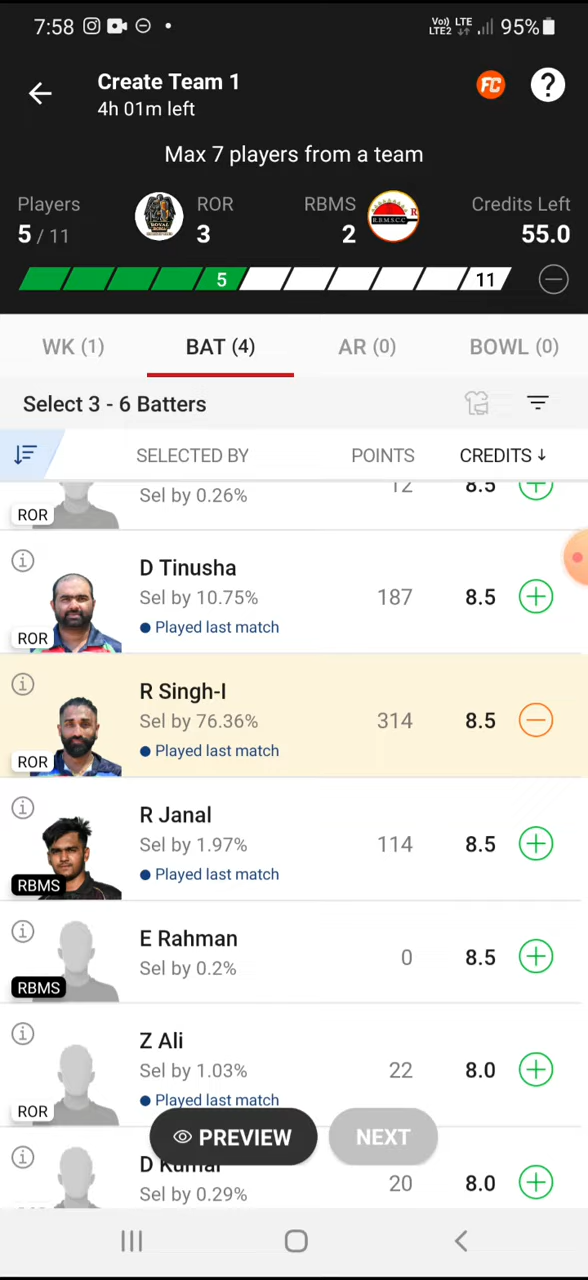 7:58
Vo)) LTE
LTE2
95%
Create Team 1
4h 01m left
FC
?
Max 7 players from a team
Players
ROR
RBMS
Credits Left
5 / 11
3
2
55.0
5
11
WK (1)
BAT (4)
AR (0)
BOWL (0)
Select 3 - 6 Batters
SELECTED BY
POINTS
CREDITS ↓
Sel by 0.26%
12
8.5
ROR
D Tinusha
Sel by 10.75%
187
8.5
Played last match
ROR
R Singh-I
Sel by 76.36%
314
8.5
Played last match
ROR
R Janal
Sel by 1.97%
114
8.5
Played last match
RBMS
E Rahman
Sel by 0.2%
0
8.5
RBMS
Z Ali
Sel by 1.03%
22
8.0
Played last match
ROR
PREVIEW
NEXT
D Kumar
Sel by 0.29%
20
8.0